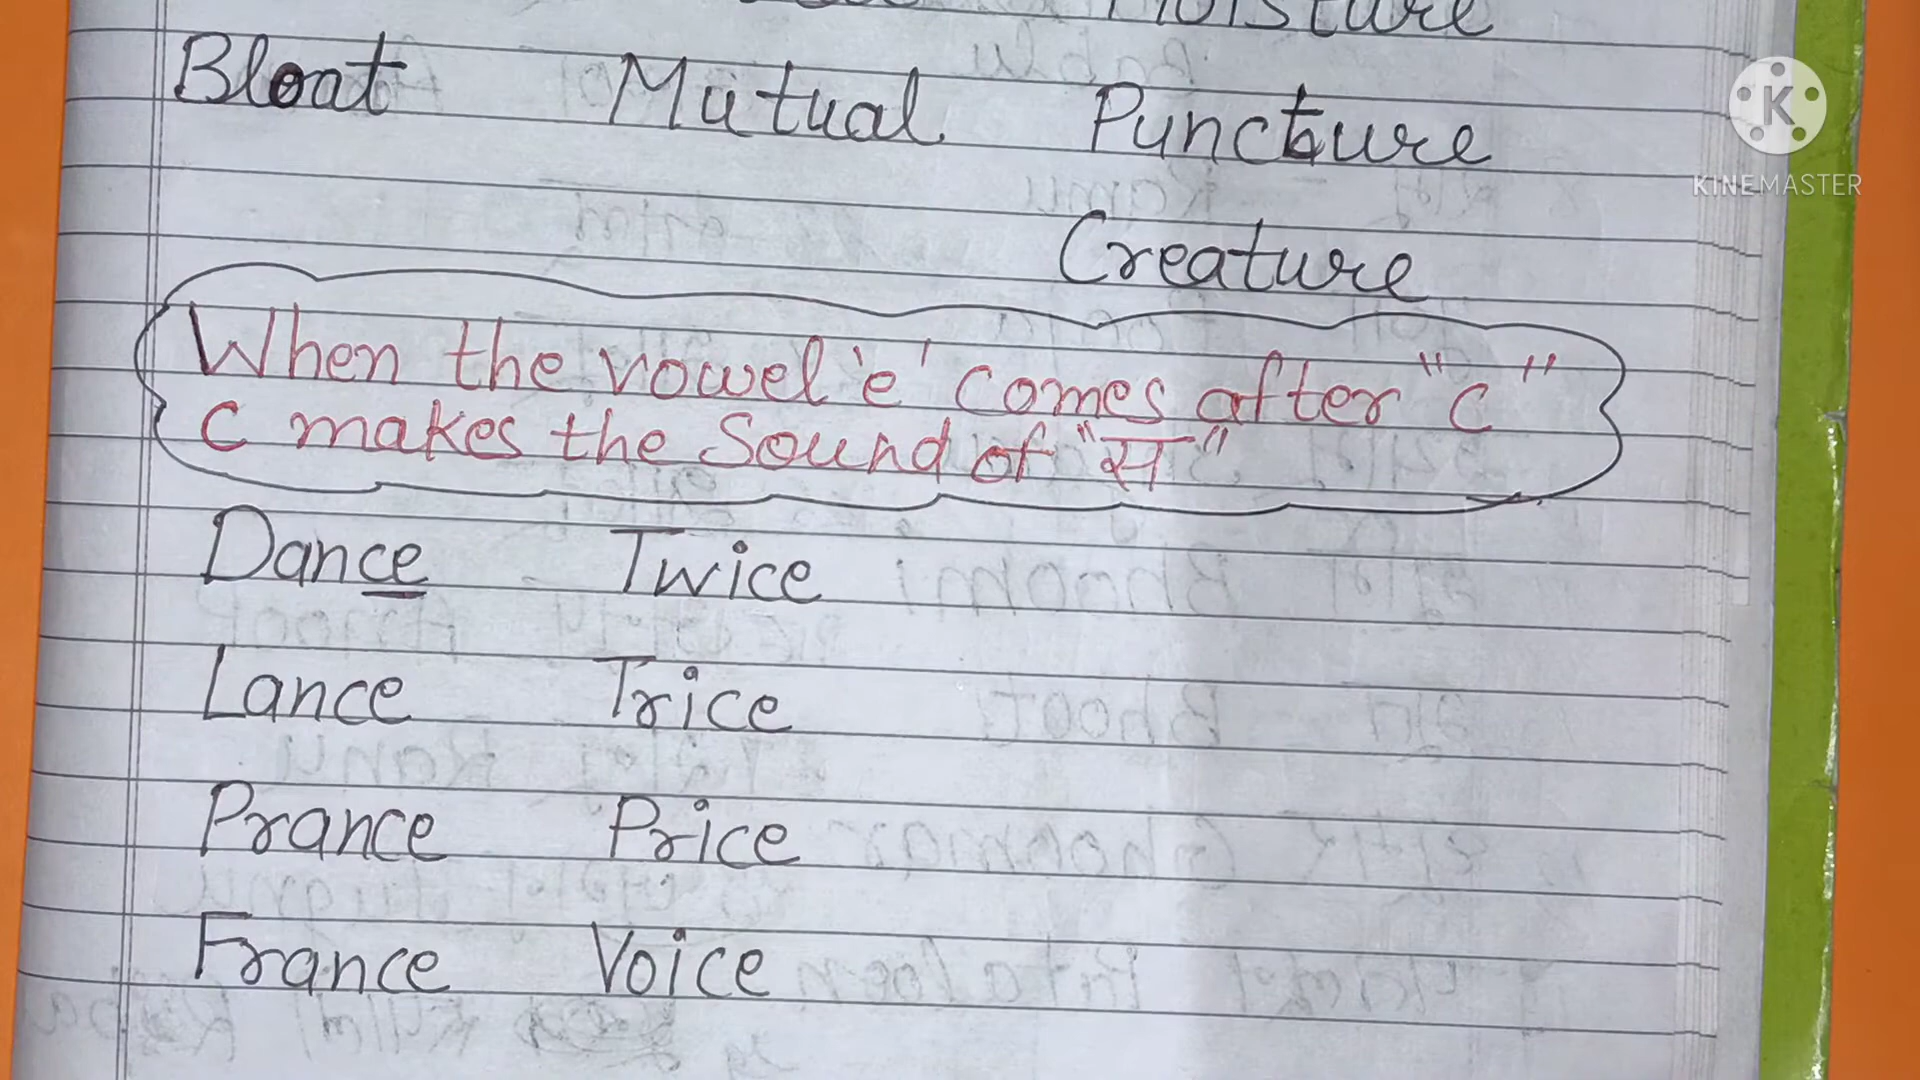 Moisture
Bloat Mutual Puncture
Creature
When the vowel 'e' comes after "c"
C makes the Sound of "स"
Dance Twice
Lance Trice
Prance Price
France Voice
K
KINEMASTER